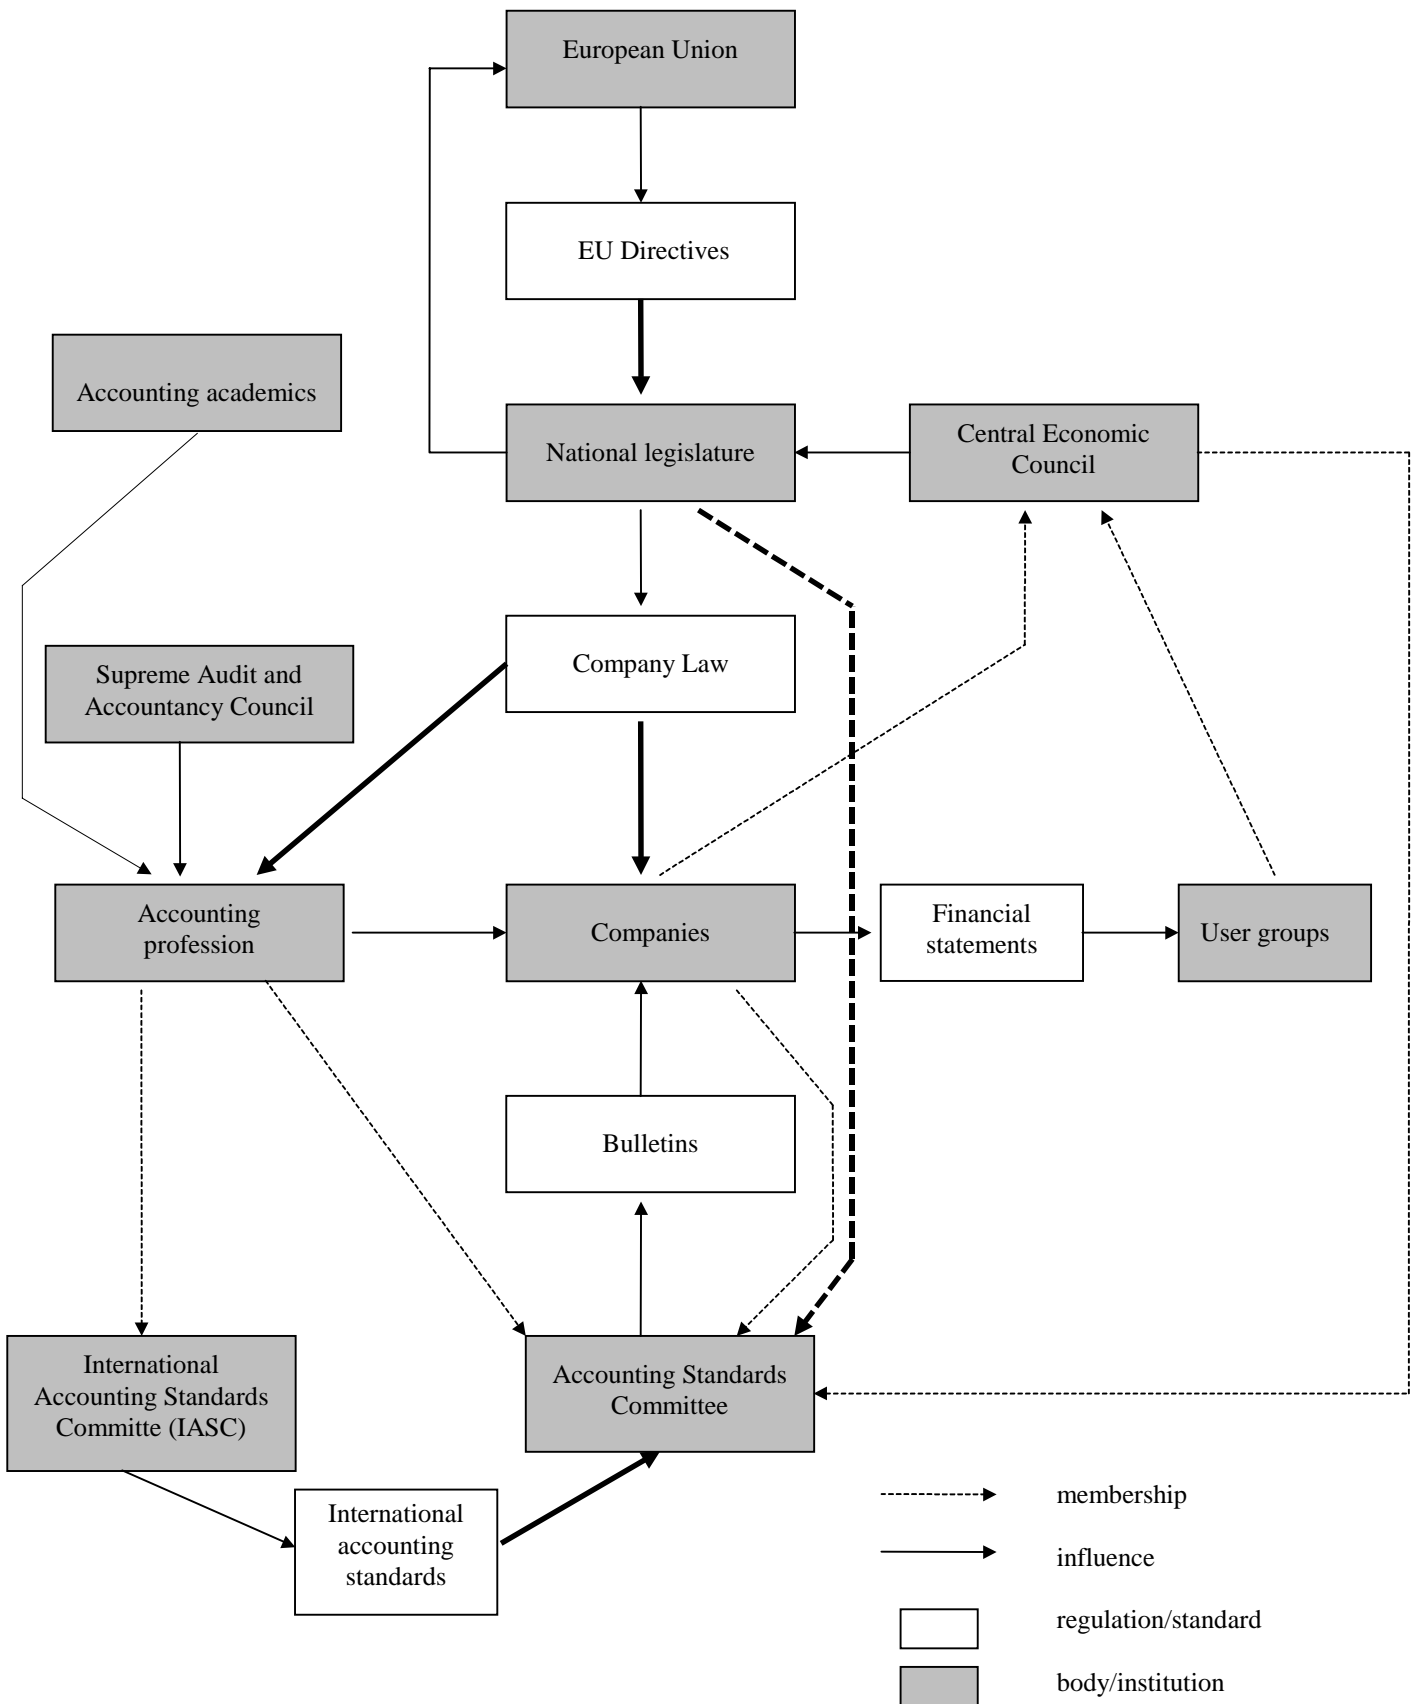 European Union
EU Directives
Accounting academics
National legislature
Central Economic
Council
Supreme Audit and
Accountancy Council
Company Law
Accounting
profession
Companies
Financial
statements
User groups
Bulletins
International
Accounting Standards
Committe (IASC)
Accounting Standards
Committee
International
accounting
standards
membership
influence
regulation/standard
body/institution